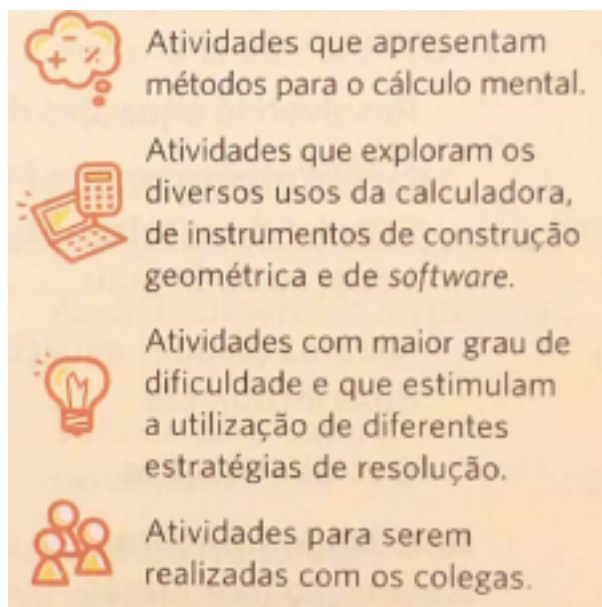 Atividades que apresentam
métodos para o cálculo mental.
Atividades que exploram os
diversos usos da calculadora,
de instrumentos de construção
geométrica e de software.
Atividades com maior grau de
dificuldade e que estimulam
a utilização de diferentes
estratégias de resolução.
Atividades para serem
realizadas com os colegas.